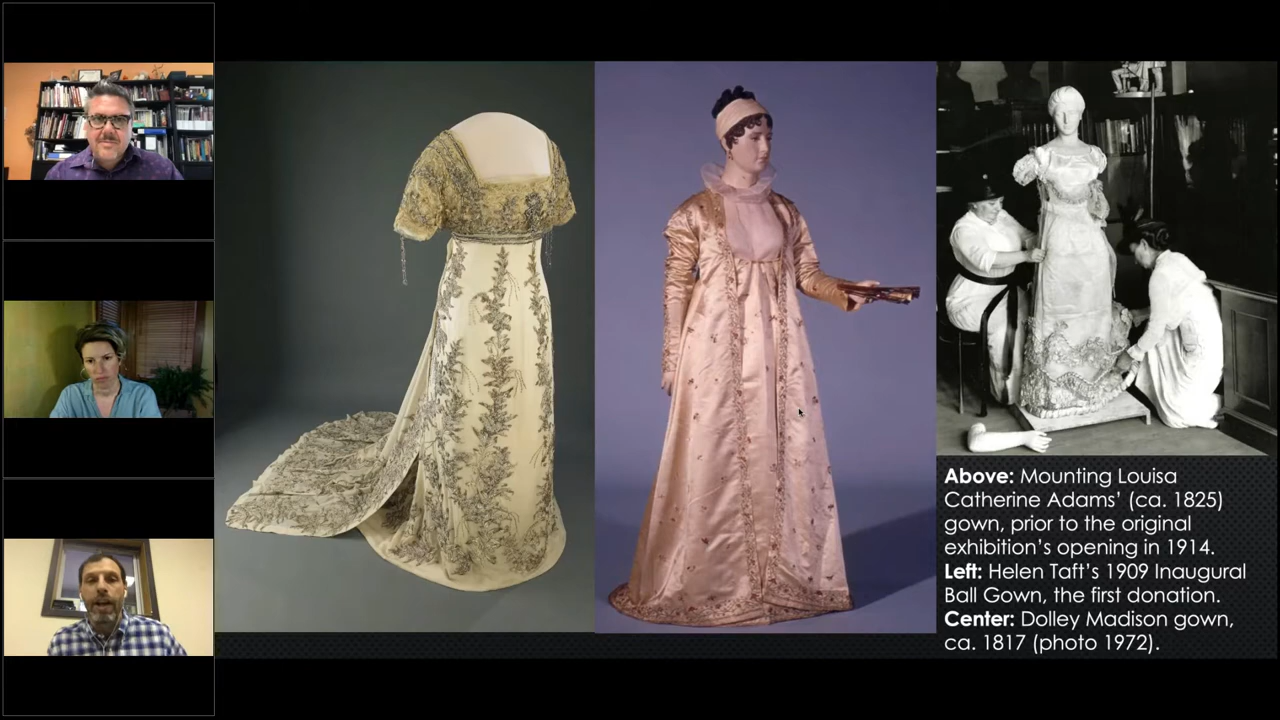 Above: Mounting Louisa
Catherine Adams’ (ca. 1825)
gown, prior to the original
exhibition’s opening in 1914.
Left: Helen Taft’s 1909 Inaugural
Ball Gown, the first donation.
Center: Dolley Madison gown,
ca. 1817 (photo 1972).